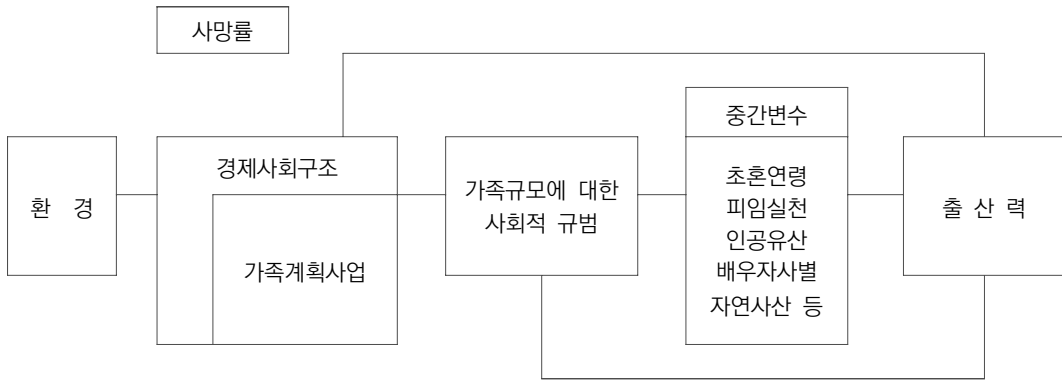 사망률
중간변수
환 경
경제사회구조
가족계획사업
가족규모에 대한
사회적 규범
초혼연령
피임실천
인공유산
배우자사별
자연사산 등
출 산 력